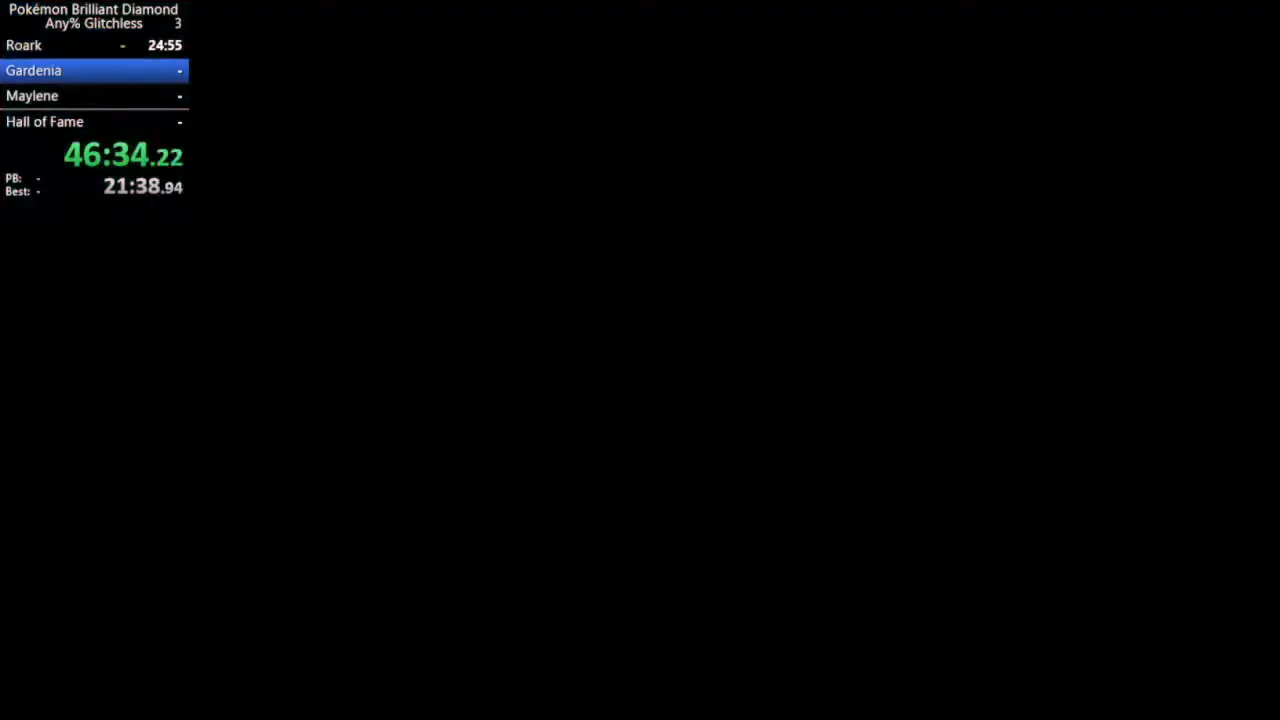 Pokémon Brilliant Diamond
Any% Glitchless 3
Roark - 24:55
Gardenia -
Maylene -
Hall of Fame -
46:34.22
PB: -
Best: - 21:38.94